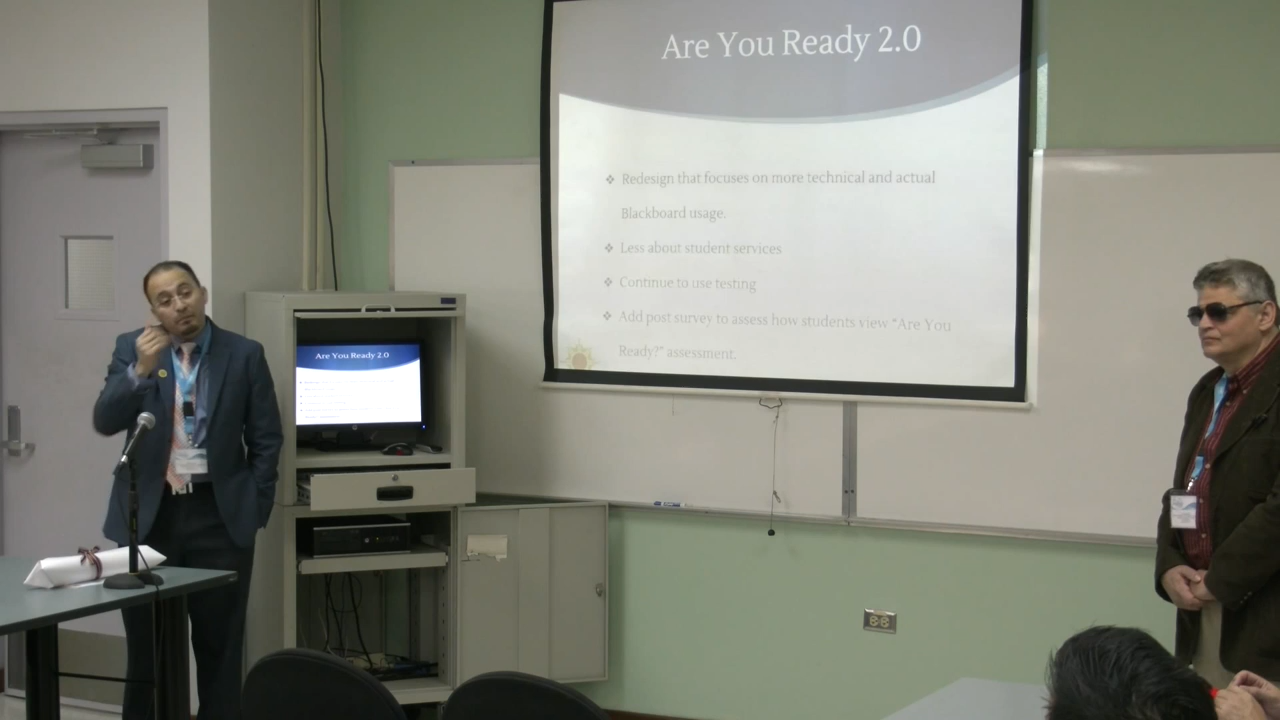 Are You Ready 2.0
Redesign that focuses on more technical and actual
Blackboard usage.
Less about student services
Continue to use testing
Add post survey to assess how students view “Are You
Ready?” assessment.
Are You Ready 2.0